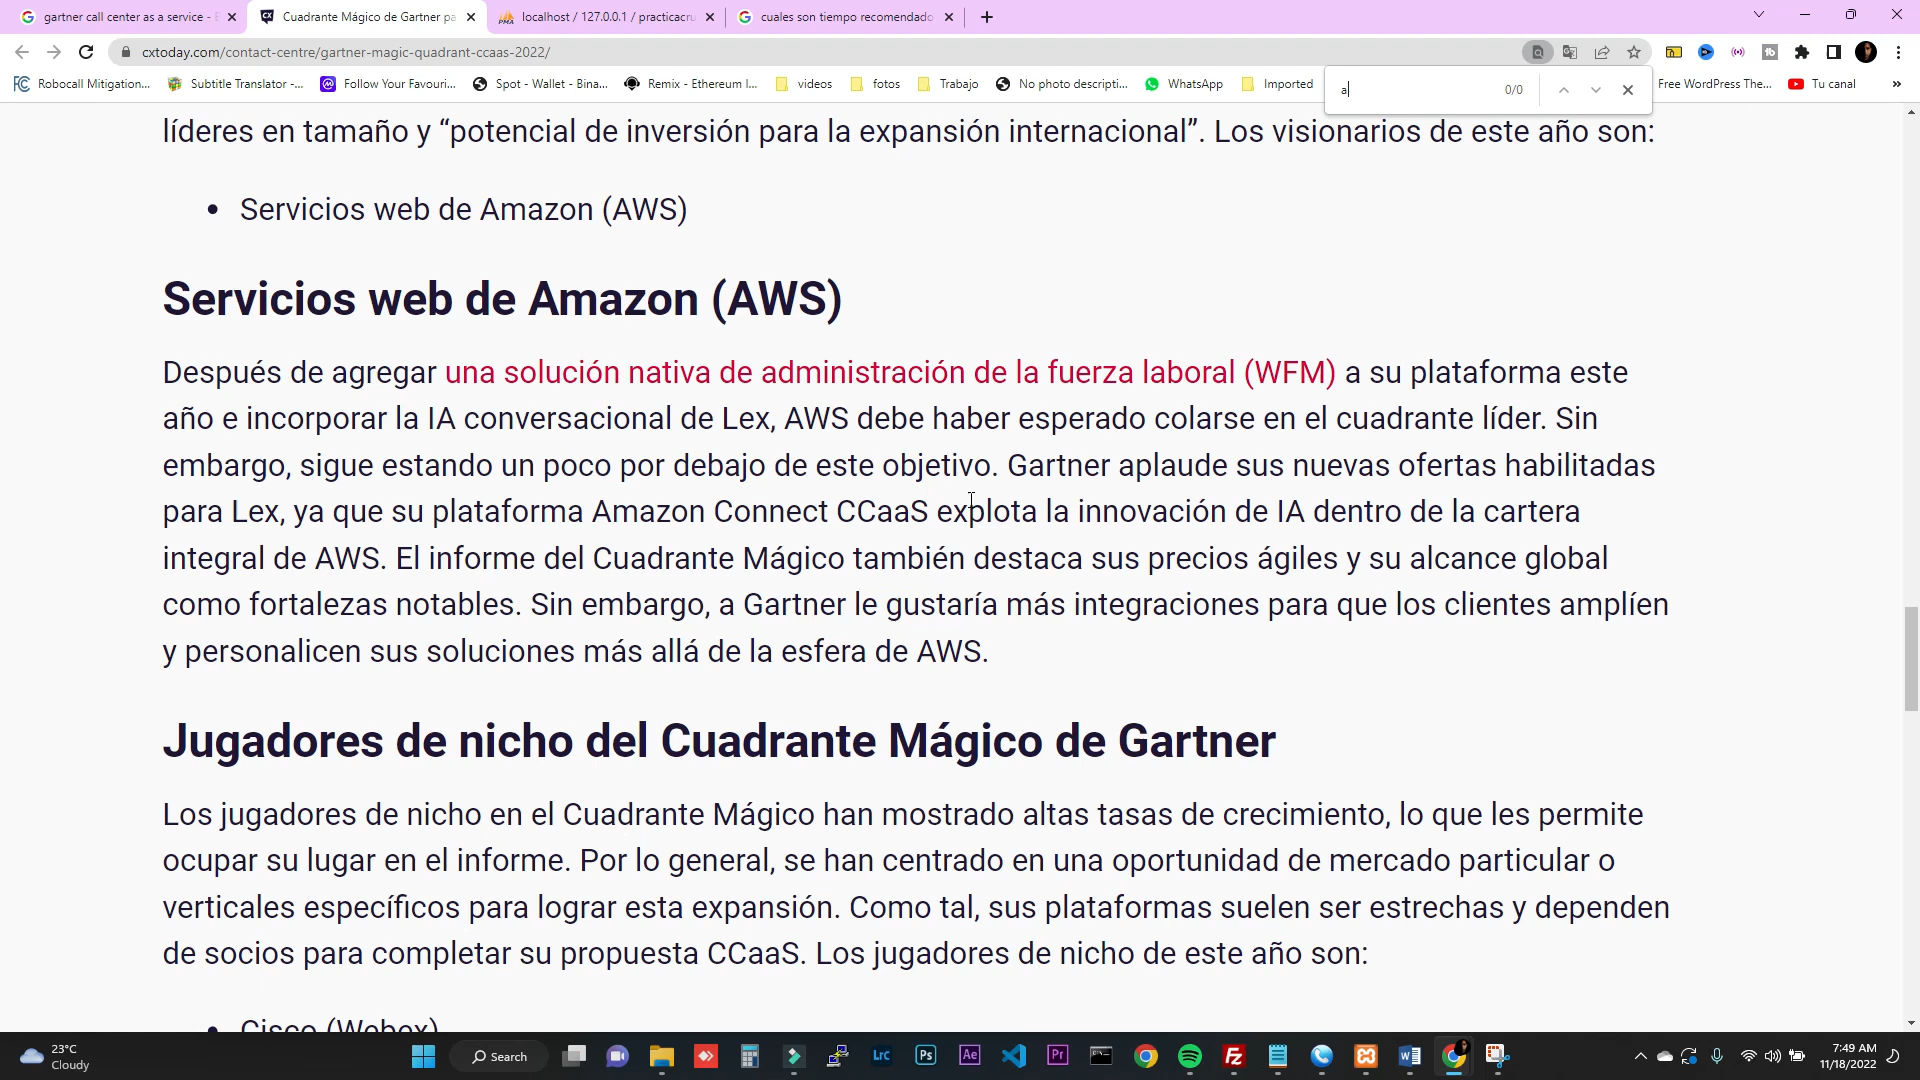 gartner call center as a service -
Cuadrante Mágico de Gartner pa
localhost / 127.0.0.1 / practicacru
cuales son tiempo recomendado
cxtoday.com/contact-centre/gartner-magic-quadrant-ccaas-2022/
Robocall Mitigation...
Subtitle Translator -...
Follow Your Favouri...
Spot - Wallet - Bina...
Remix - Ethereum I...
videos
fotos
Trabajo
No photo descripti...
WhatsApp
Imported
a
0/0
Free WordPress The...
Tu canal
»
líderes en tamaño y “potencial de inversión para la expansión internacional”. Los visionarios de este año son:
• Servicios web de Amazon (AWS)
Servicios web de Amazon (AWS)
Después de agregar una solución nativa de administración de la fuerza laboral (WFM) a su plataforma este
año e incorporar la IA conversacional de Lex, AWS debe haber esperado colarse en el cuadrante líder. Sin
embargo, sigue estando un poco por debajo de este objetivo. Gartner aplaude sus nuevas ofertas habilitadas
para Lex, ya que su plataforma Amazon Connect CCaaS explota la innovación de IA dentro de la cartera
integral de AWS. El informe del Cuadrante Mágico también destaca sus precios ágiles y su alcance global
como fortalezas notables. Sin embargo, a Gartner le gustaría más integraciones para que los clientes amplíen
y personalicen sus soluciones más allá de la esfera de AWS.
Jugadores de nicho del Cuadrante Mágico de Gartner
Los jugadores de nicho en el Cuadrante Mágico han mostrado altas tasas de crecimiento, lo que les permite
ocupar su lugar en el informe. Por lo general, se han centrado en una oportunidad de mercado particular o
verticales específicos para lograr esta expansión. Como tal, sus plataformas suelen ser estrechas y dependen
de socios para completar su propuesta CCaaS. Los jugadores de nicho de este año son:
• Cisco (Webex)
23°C
Cloudy
Search
Lrc
Ps
Ae
Pr
7:49 AM
11/18/2022